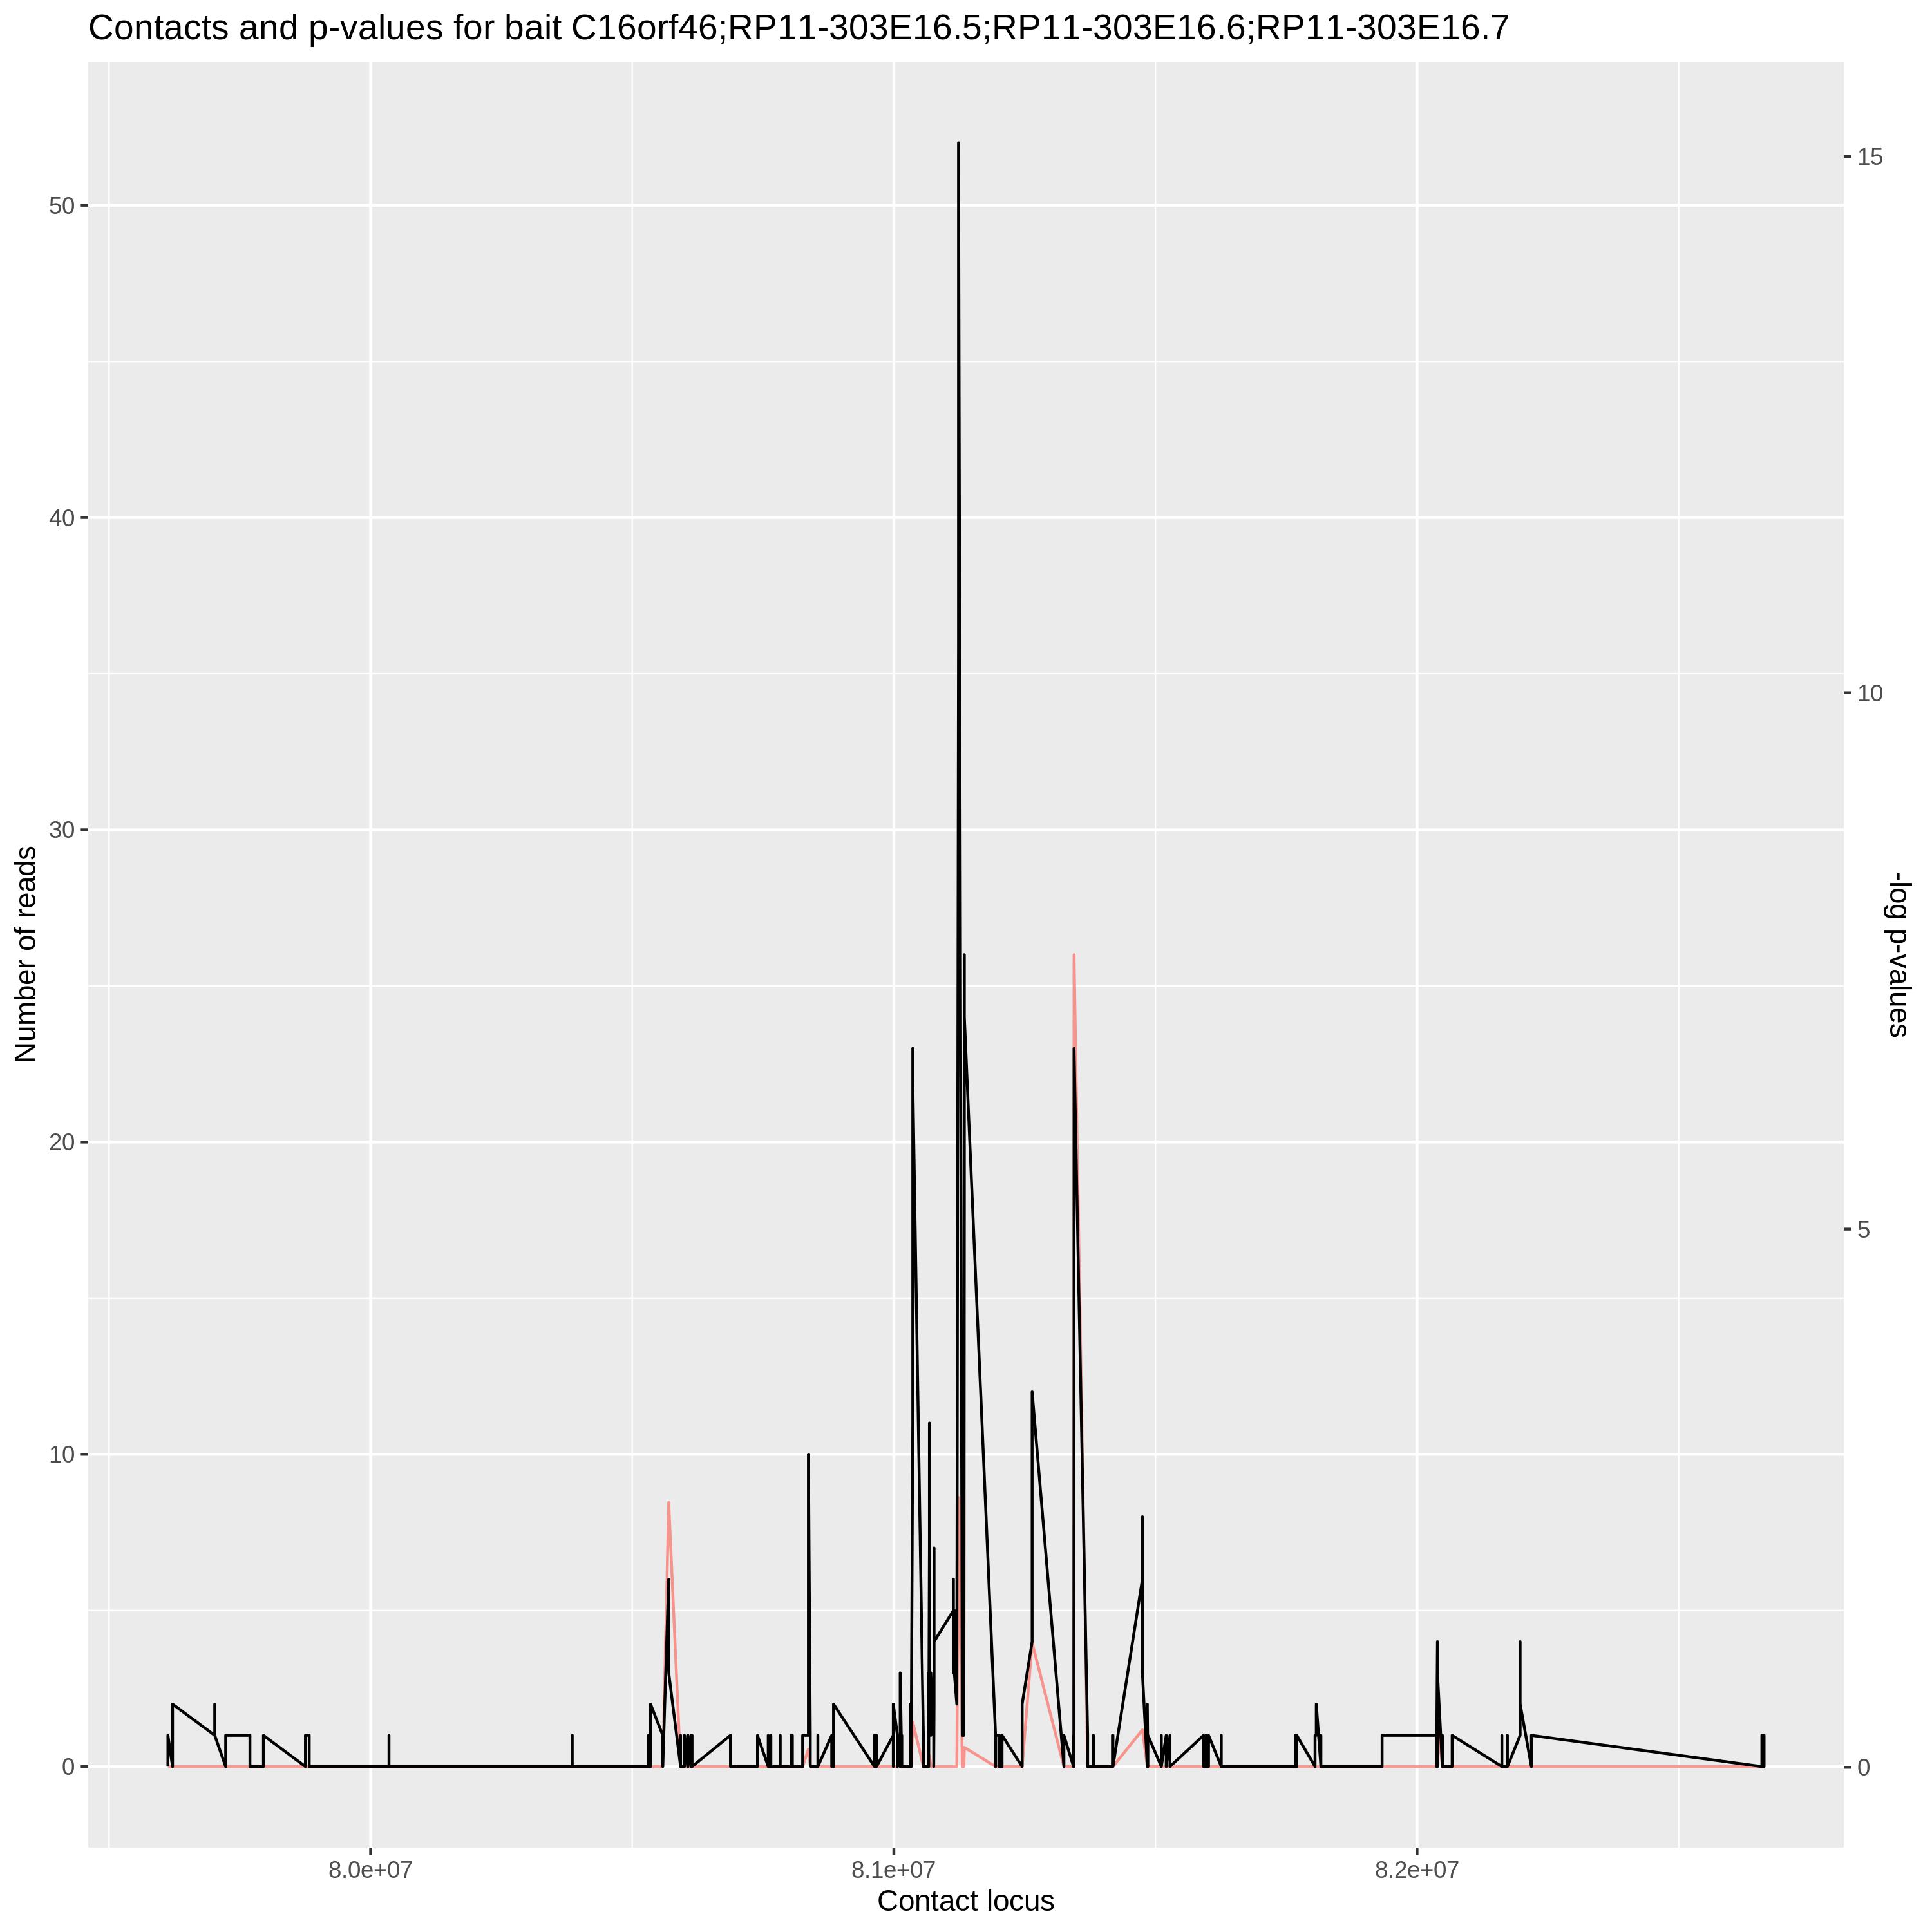 Contacts and p-values for bait C16orf46;RP11-303E16.5;RP11-303E16.6;RP11-303E16.7
Number of reads
50
40
30
20
10
0
15
10
5
0
-log p-values
8.0e+07
8.1e+07
8.2e+07
Contact locus